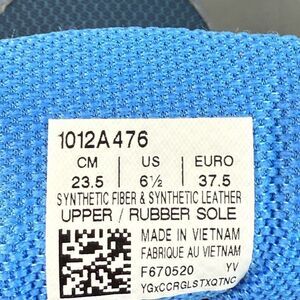 1012A476
CM US EURO
23.5 6½ 37.5
SYNTHETIC FIBER & SYNTHETIC LEATHER
UPPER / RUBBER SOLE
MADE IN VIETNAM
FABRIQUE AU VIETNAM
F670520 YV
YGxCCRGLSTXQTNC